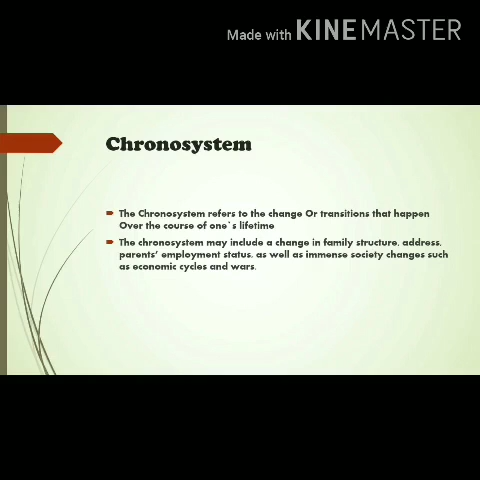 Made with KINEMASTER
Chronosystem
The Chronosystem refers to the change Or transitions that happen
Over the course of one`s lifetime
The chronosystem may include a change in family structure, address,
parents' employment status, as well as immense society changes such
as economic cycles and wars.